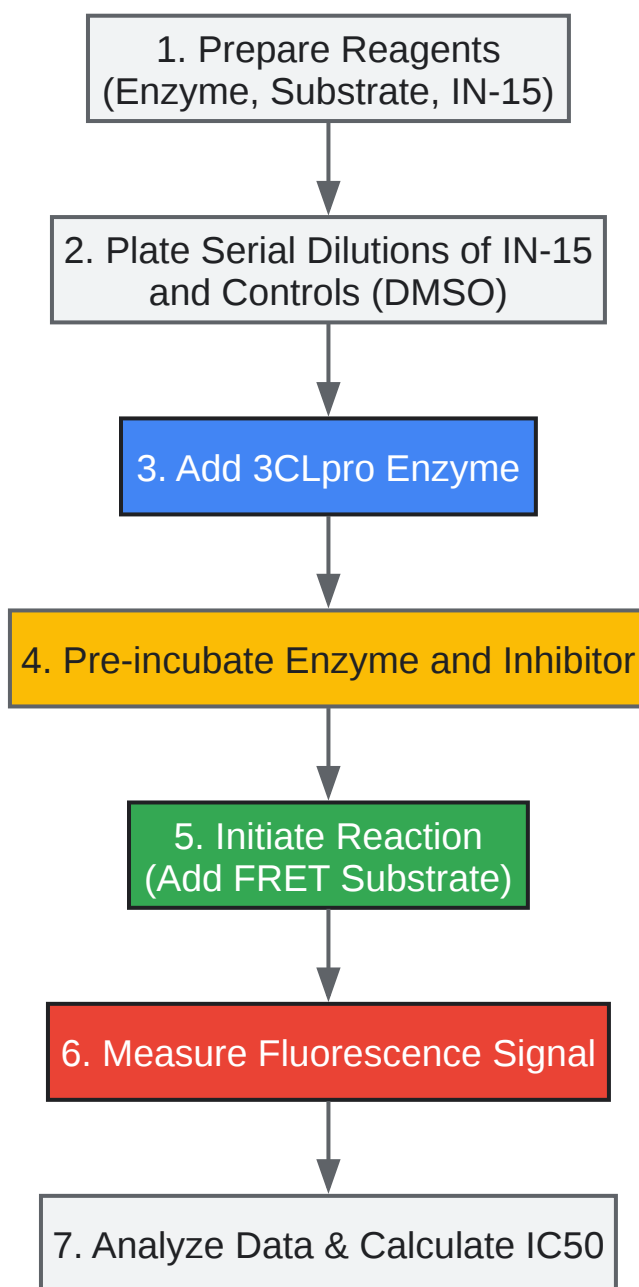 1. Prepare Reagents
(Enzyme, Substrate, IN-15)
2. Plate Serial Dilutions of IN-15
and Controls (DMSO)
3. Add 3CLpro Enzyme
4. Pre-incubate Enzyme and Inhibitor
5. Initiate Reaction
(Add FRET Substrate)
6. Measure Fluorescence Signal
7. Analyze Data & Calculate IC50